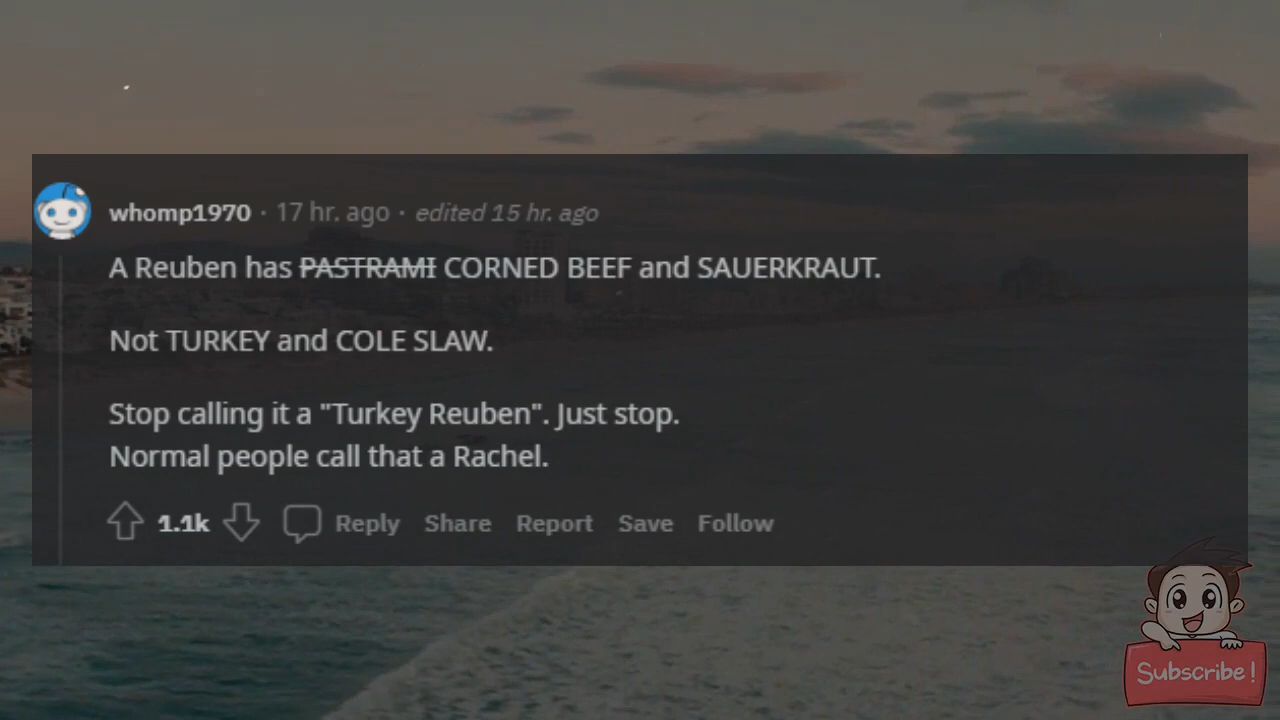 whomp1970 · 17 hr. ago · edited 15 hr. ago
A Reuben has PASTRAMI CORNED BEEF and SAUERKRAUT.
Not TURKEY and COLE SLAW.
Stop calling it a "Turkey Reuben". Just stop.
Normal people call that a Rachel.
1.1k Reply Share Report Save Follow
Subscribe!